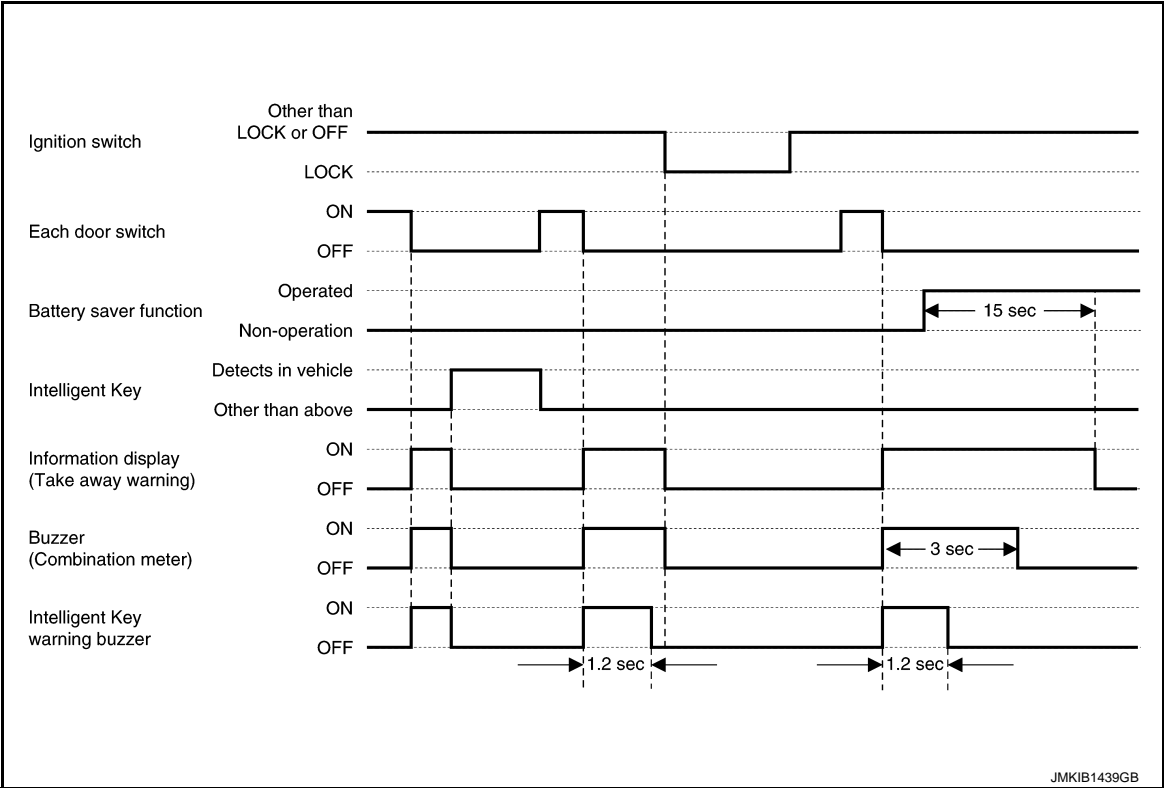 Other than
Ignition switch LOCK or OFF
LOCK
Each door switch ON
OFF
Battery saver function Operated
15 sec
Non-operation
Intelligent Key Detects in vehicle
Other than above
Information display ON
(Take away warning)
OFF
Buzzer ON
(Combination meter) 3 sec
OFF
Intelligent Key ON
warning buzzer
OFF
1.2 sec 1.2 sec
JMKIB1439GB